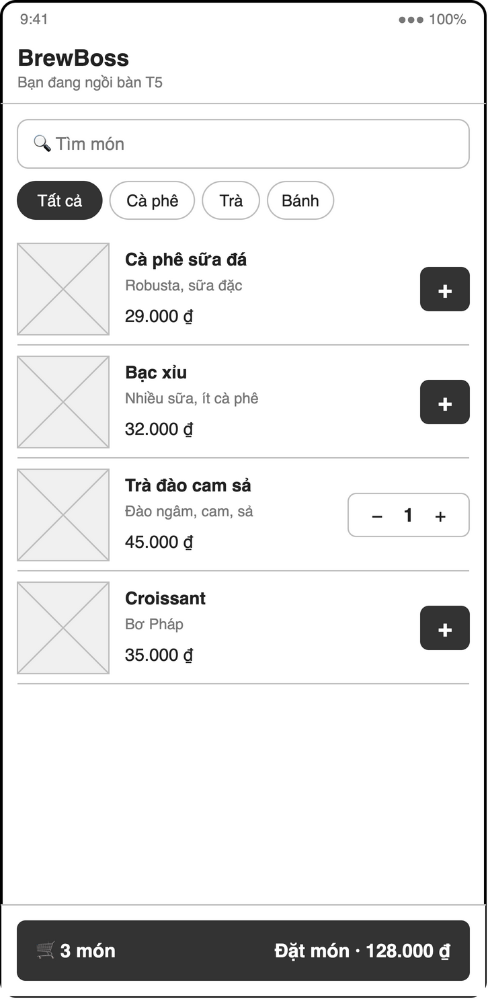 9:41 ●●● 100%
BrewBoss
Bạn đang ngồi bàn T5
🔍 Tìm món
Tất cả Cà phê Trà Bánh
Cà phê sữa đá
Robusta, sữa đặc
29.000 ₫
+
Bạc xỉu
Nhiều sữa, ít cà phê
32.000 ₫
+
Trà đào cam sả
Đào ngâm, cam, sả
45.000 ₫
− 1 +
Croissant
Bơ Pháp
35.000 ₫
+
🛒 3 món Đặt món · 128.000 ₫